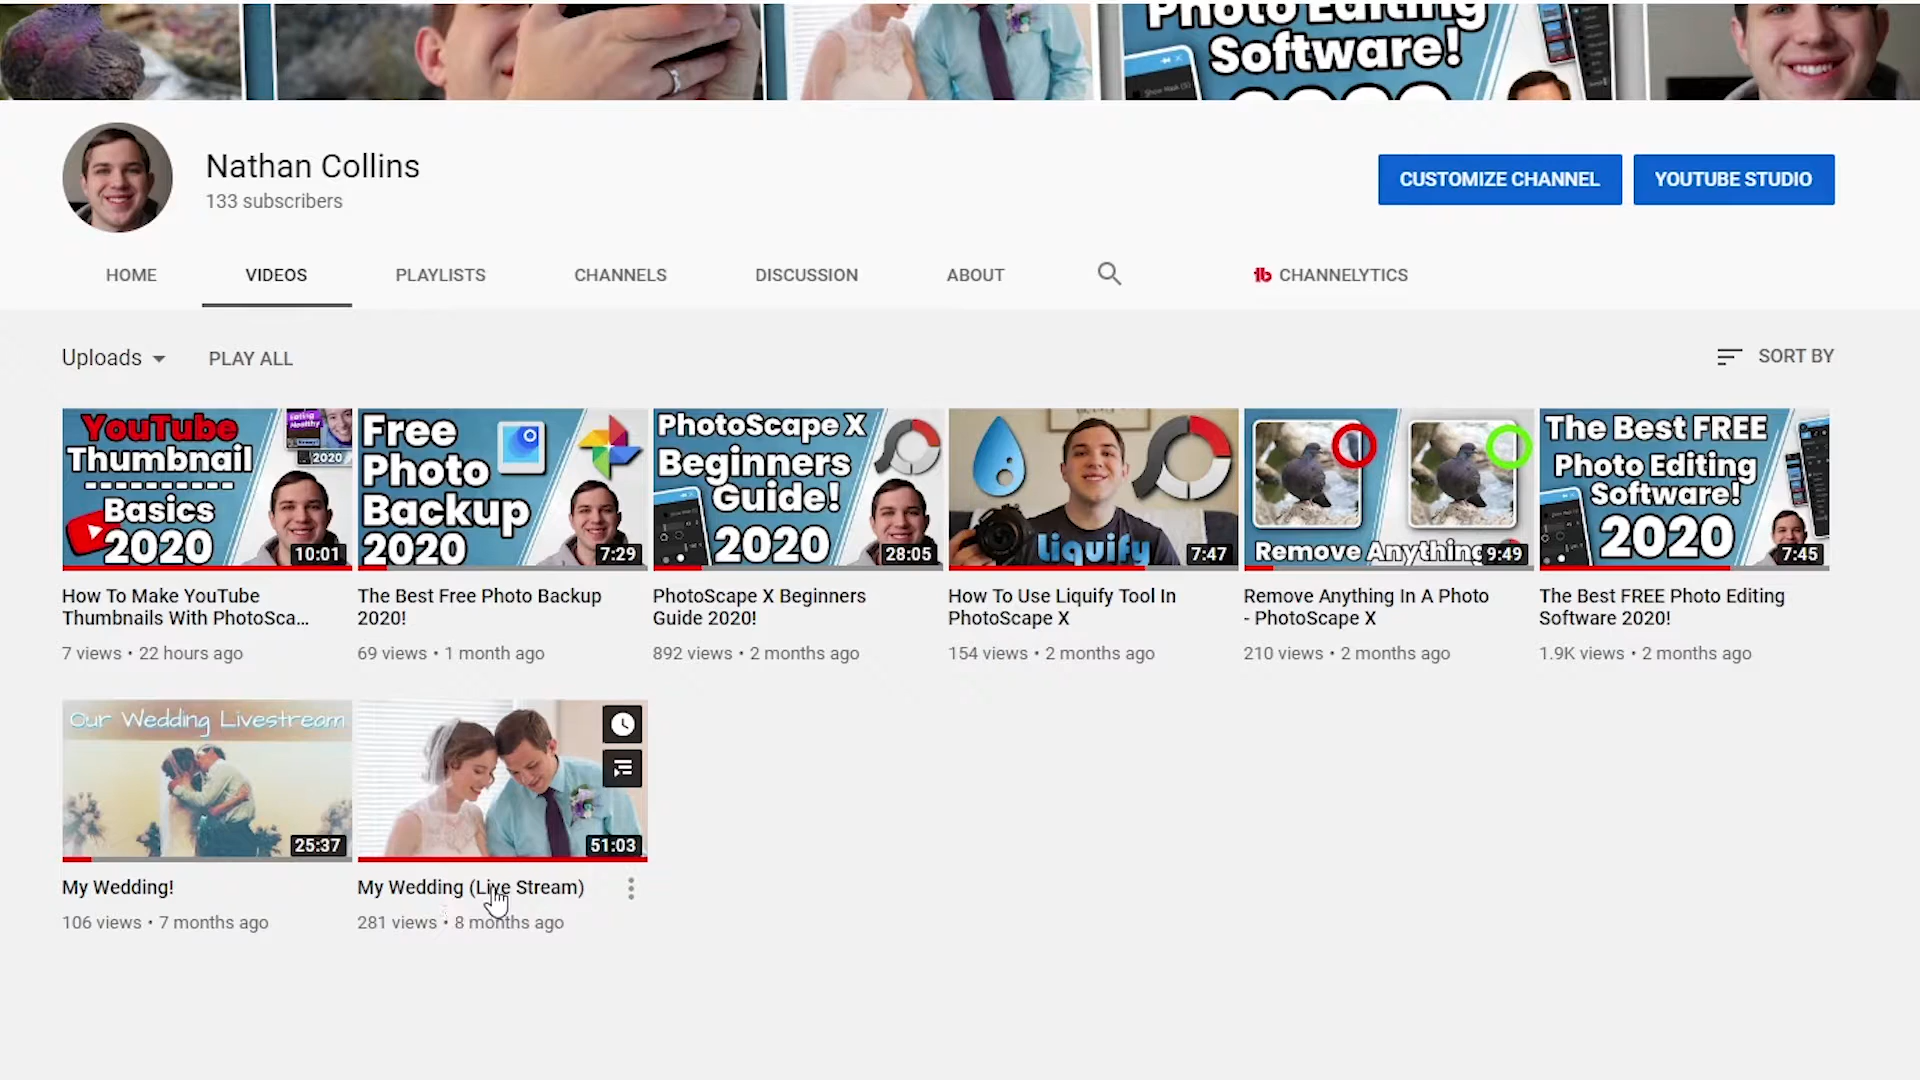 Photo Editing
Software!
Nathan Collins
133 subscribers
CUSTOMIZE CHANNEL
YOUTUBE STUDIO
HOME
VIDEOS
PLAYLISTS
CHANNELS
DISCUSSION
ABOUT
CHANNELYTICS
Uploads
PLAY ALL
SORT BY
YouTube
Thumbnail
Basics
2020
2020
10:01
Free
Photo
Backup
2020
7:29
PhotoScape X
Beginners
Guide!
2020
28:05
Liquify
7:47
Remove Anything
9:49
The Best FREE
Photo Editing
Software!
2020
7:45
How To Make YouTube
Thumbnails With PhotoSca...
7 views • 22 hours ago
The Best Free Photo Backup
2020!
69 views • 1 month ago
PhotoScape X Beginners
Guide 2020!
892 views • 2 months ago
How To Use Liquify Tool In
PhotoScape X
154 views • 2 months ago
Remove Anything In A Photo
- PhotoScape X
210 views • 2 months ago
The Best FREE Photo Editing
Software 2020!
1.9K views • 2 months ago
Our Wedding Livestream
25:37
51:03
My Wedding!
106 views • 7 months ago
My Wedding (Live Stream)
281 views • 8 months ago